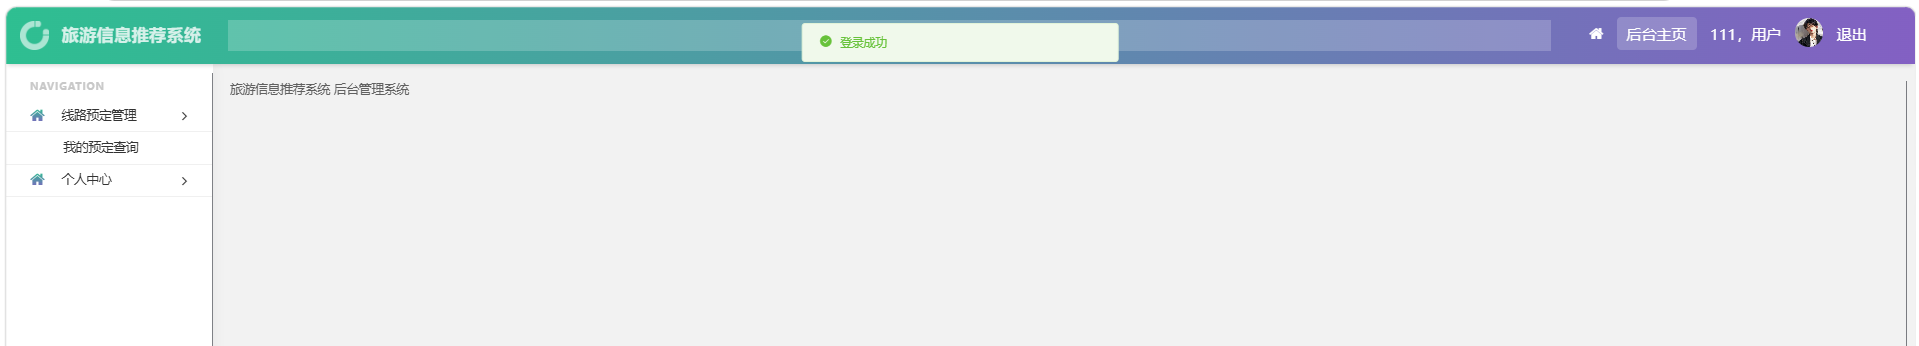 旅游信息推荐系统
登录成功
后台主页
111，用户
退出
NAVIGATION
线路预定管理
我的预定查询
个人中心
旅游信息推荐系统 后台管理系统